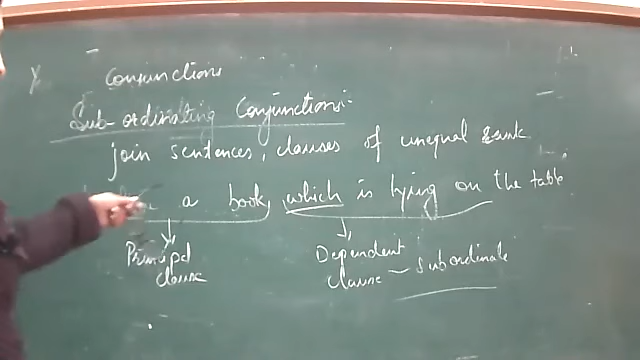 Conjunctions
Sub-ordinating Conjunctions:
join sentences, clauses of unequal rank
a book, which is lying on the table
Principal Dependent
clause clause - subordinate